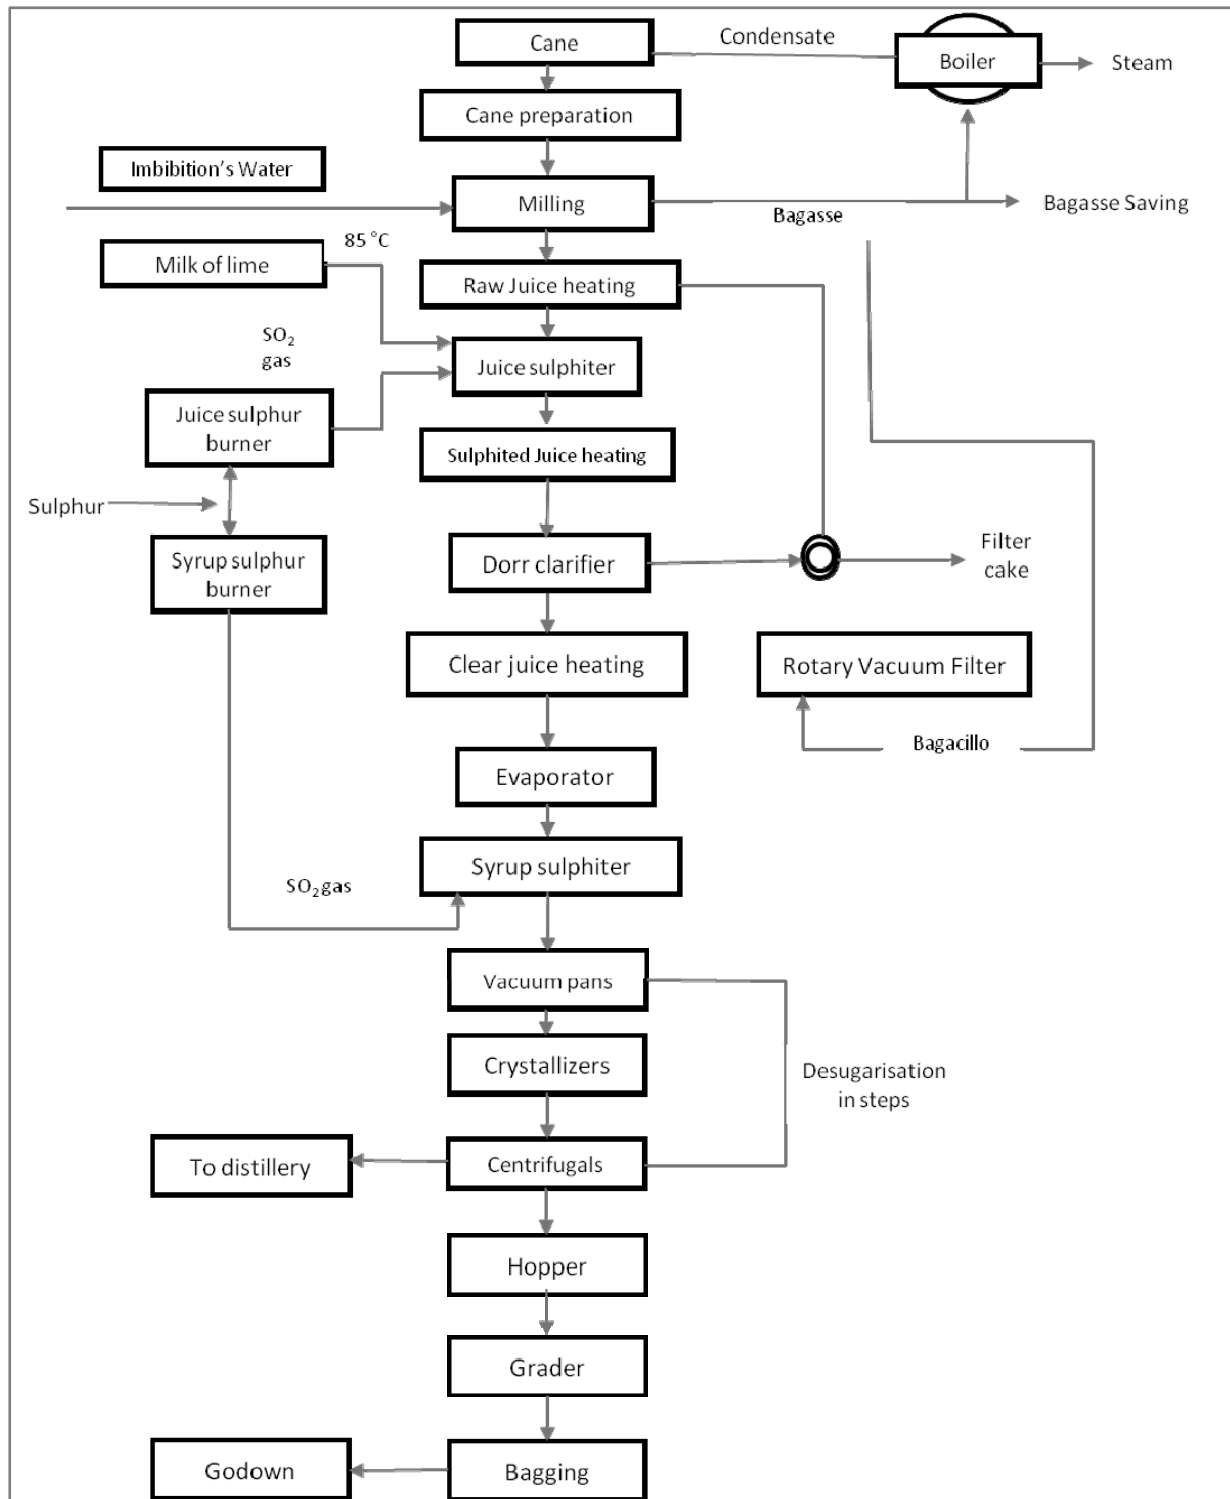 Cane
Condensate
Boiler
Steam
Cane preparation
Imbibition's Water
Milling
Bagasse
Bagasse Saving
85 °C
Milk of lime
Raw Juice heating
SO₂
gas
Juice sulphiter
Juice sulphur
burner
Sulphited Juice heating
Sulphur
Syrup sulphur
burner
Dorr clarifier
Filter
cake
Clear juice heating
Rotary Vacuum Filter
Bagacillo
Evaporator
Syrup sulphiter
SO₂ gas
Vacuum pans
Crystallizers
Desugarisation
in steps
To distillery
Centrifugals
Hopper
Grader
Godown
Bagging